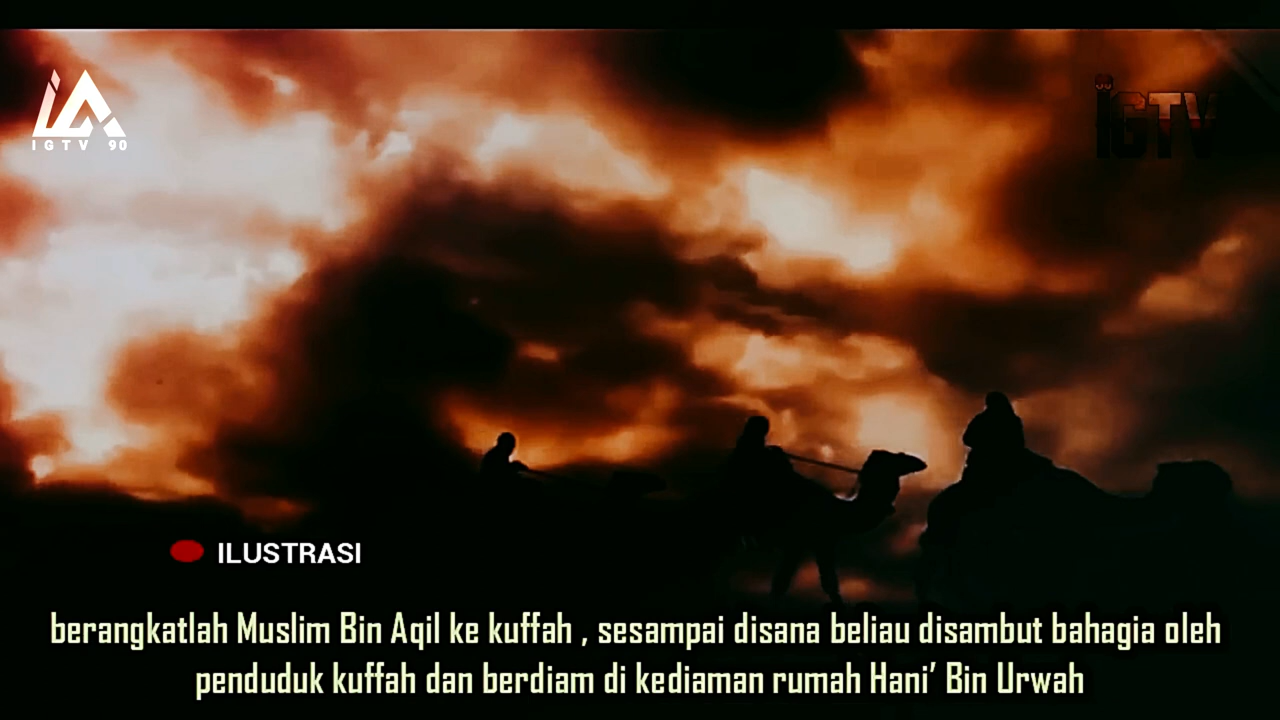 IA
IGTV 90
IGTV
ILUSTRASI
berangkatlah Muslim Bin Aqil ke kuffah , sesampai disana beliau disambut bahagia oleh
penduduk kuffah dan berdiam di kediaman rumah Hani’ Bin Urwah